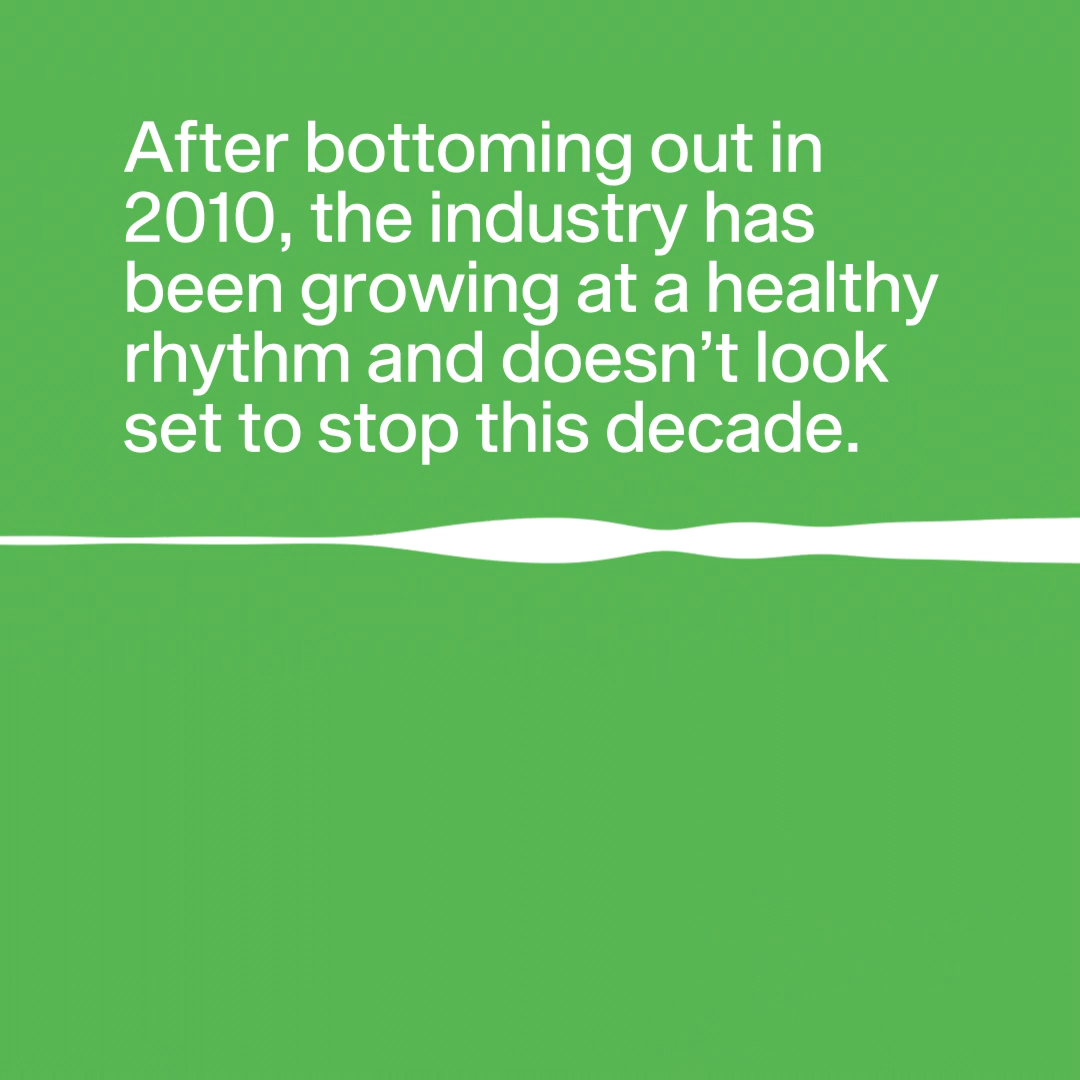 After bottoming out in
2010, the industry has
been growing at a healthy
rhythm and doesn’t look
set to stop this decade.